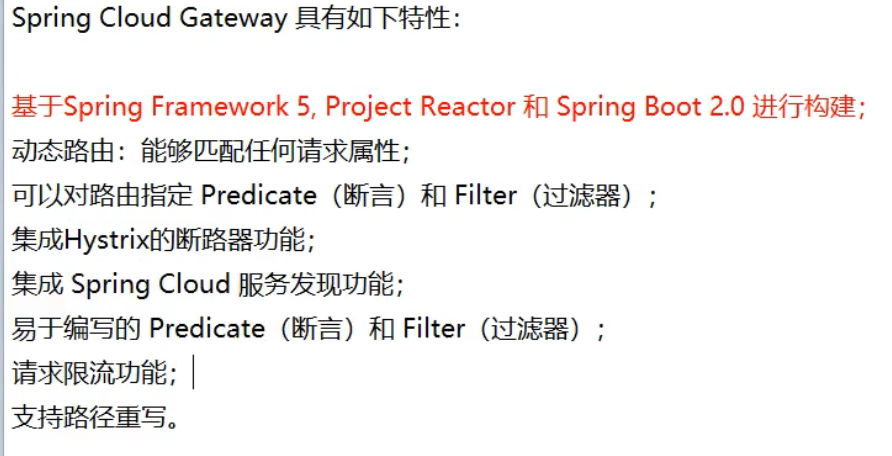 Spring Cloud Gateway 具有如下特性：
基于Spring Framework 5, Project Reactor 和 Spring Boot 2.0 进行构建；
动态路由：能够匹配任何请求属性；
可以对路由指定 Predicate（断言）和 Filter（过滤器）；
集成Hystrix的断路器功能；
集成 Spring Cloud 服务发现功能；
易于编写的 Predicate（断言）和 Filter（过滤器）；
请求限流功能；
支持路径重写。